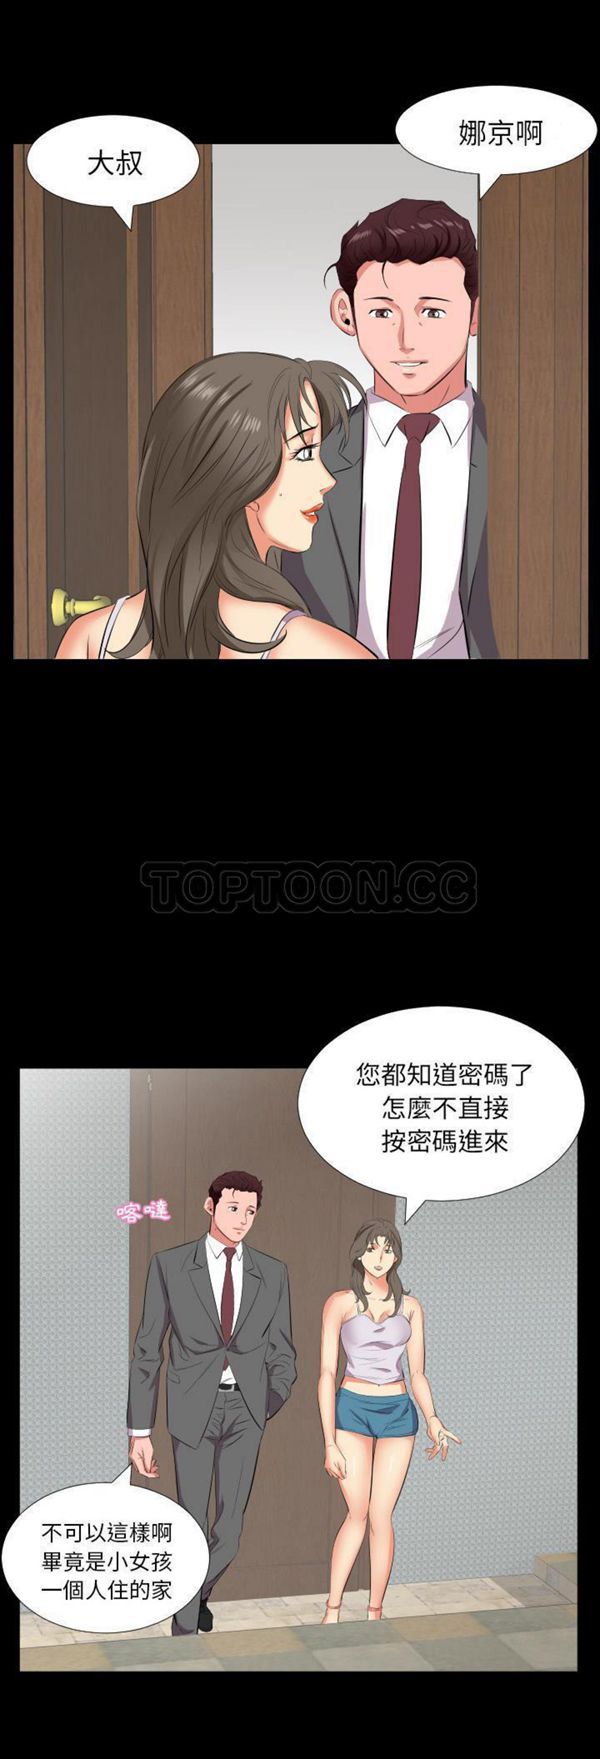 大叔
娜京啊
TOPTOON.CC
您都知道密碼了
怎麼不直接
按密碼進來
喀噠
不可以這樣啊
畢竟是小女孩
一個人住的家